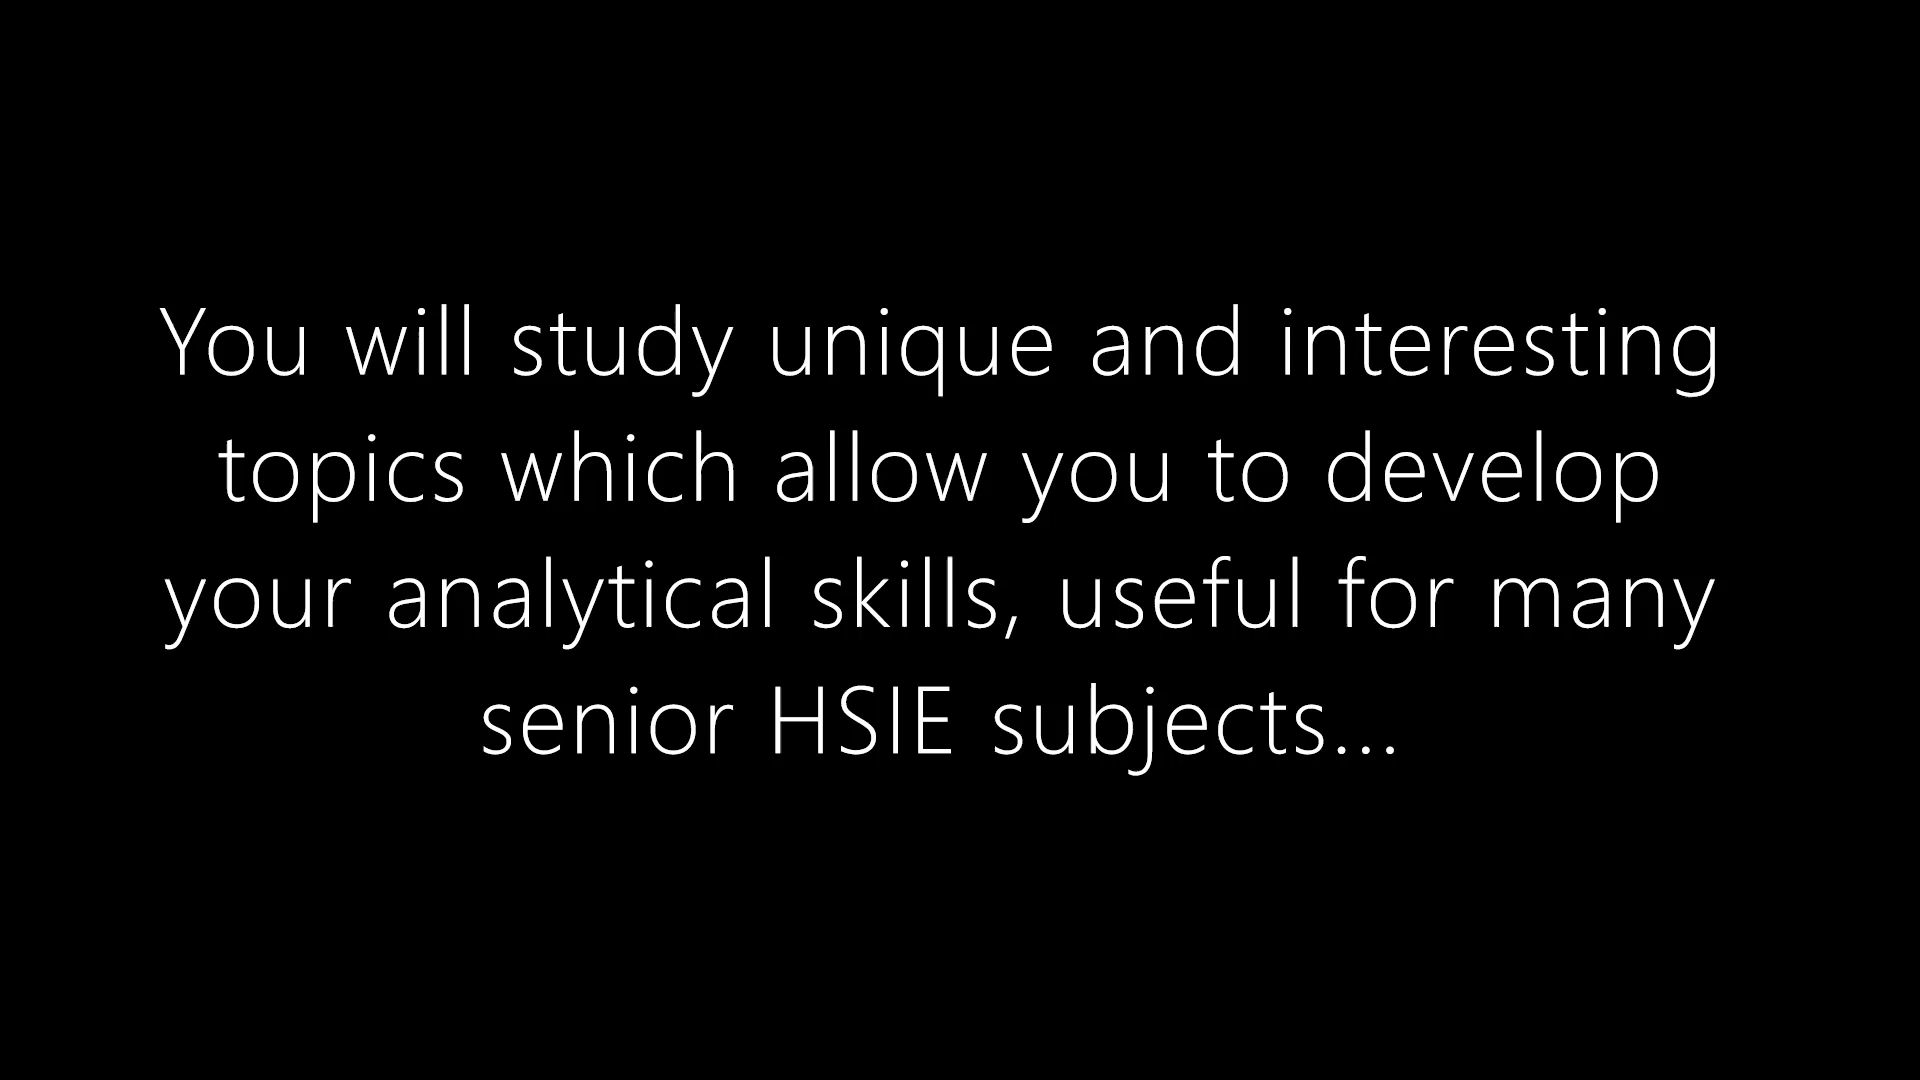 You will study unique and interesting
topics which allow you to develop
your analytical skills, useful for many
senior HSIE subjects...